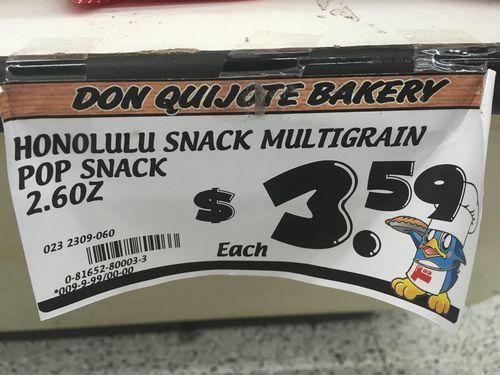 DON QUIJOTE BAKERY
HONOLULU SNACK MULTIGRAIN
POP SNACK
2.6OZ
$ 3.59
023 2309-060
Each
0-81652-80003-3
*009-9-99/00-00